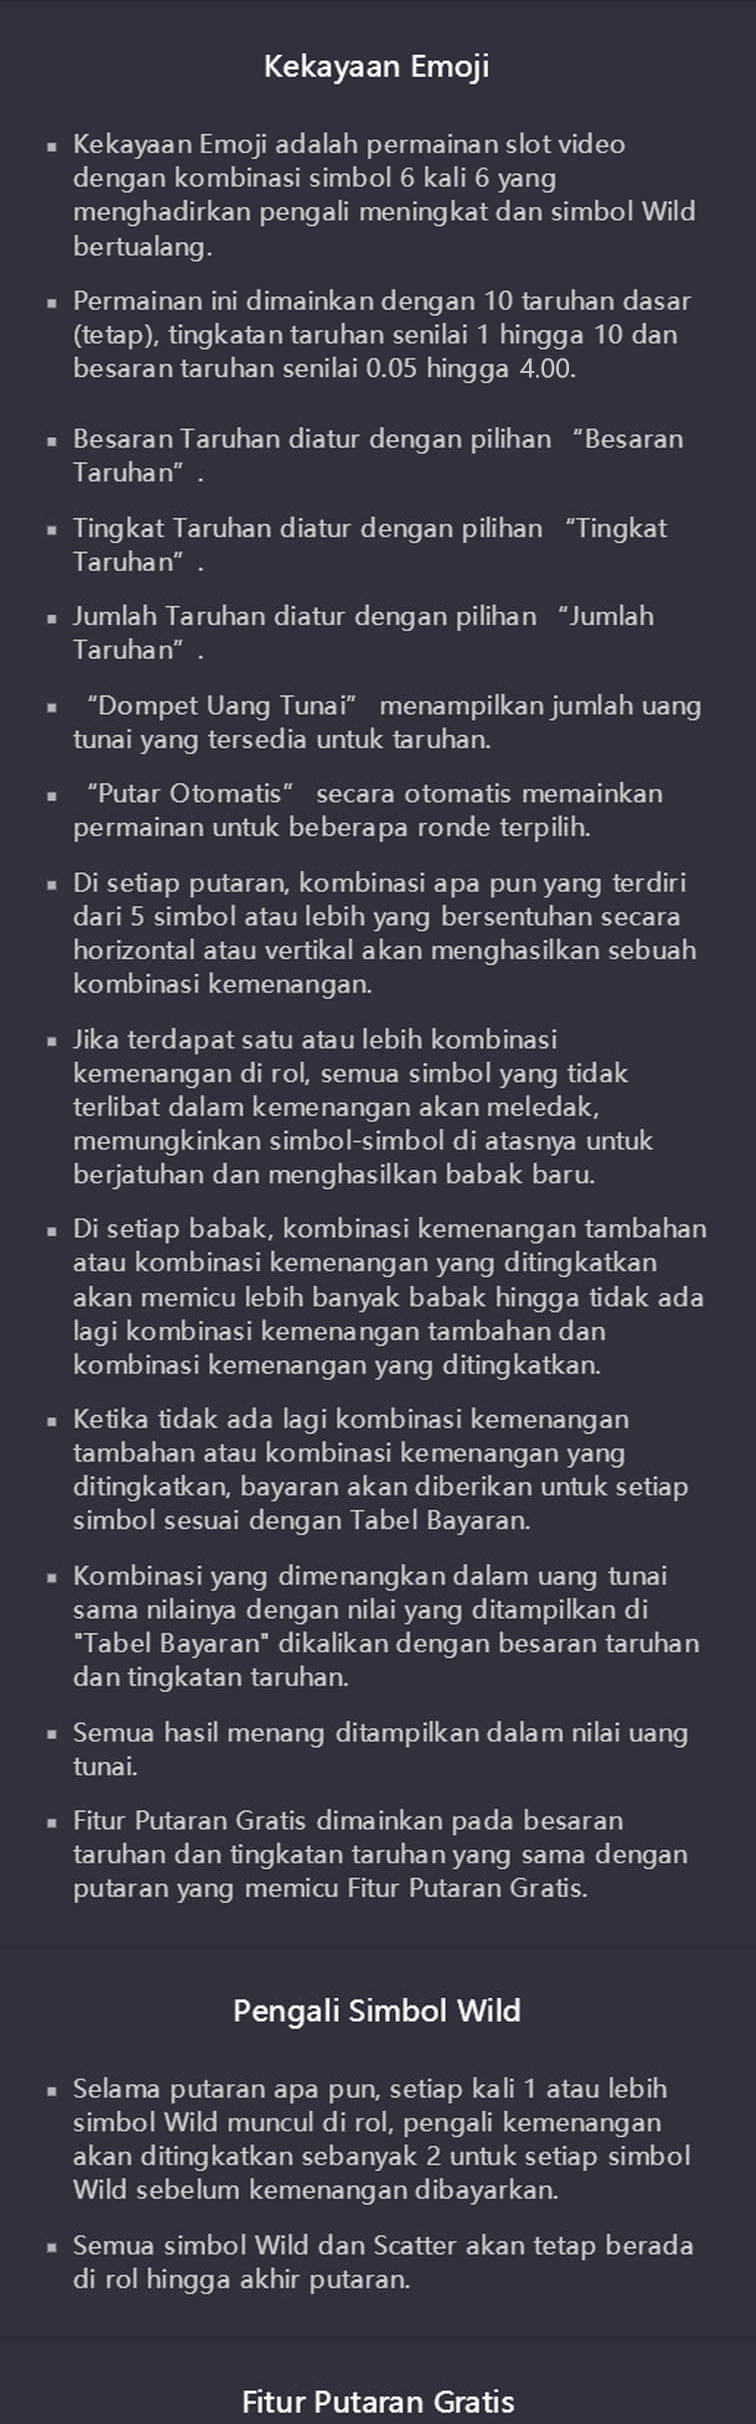 Kekayaan Emoji
▪ Kekayaan Emoji adalah permainan slot video
dengan kombinasi simbol 6 kali 6 yang
menghadirkan pengali meningkat dan simbol Wild
bertualang.
▪ Permainan ini dimainkan dengan 10 taruhan dasar
(tetap), tingkatan taruhan senilai 1 hingga 10 dan
besaran taruhan senilai 0.05 hingga 4.00.
▪ Besaran Taruhan diatur dengan pilihan “Besaran
Taruhan” .
▪ Tingkat Taruhan diatur dengan pilihan “Tingkat
Taruhan” .
▪ Jumlah Taruhan diatur dengan pilihan “Jumlah
Taruhan” .
▪ “Dompet Uang Tunai” menampilkan jumlah uang
tunai yang tersedia untuk taruhan.
▪ “Putar Otomatis” secara otomatis memainkan
permainan untuk beberapa ronde terpilih.
▪ Di setiap putaran, kombinasi apa pun yang terdiri
dari 5 simbol atau lebih yang bersentuhan secara
horizontal atau vertikal akan menghasilkan sebuah
kombinasi kemenangan.
▪ Jika terdapat satu atau lebih kombinasi
kemenangan di rol, semua simbol yang tidak
terlibat dalam kemenangan akan meledak,
memungkinkan simbol-simbol di atasnya untuk
berjatuhan dan menghasilkan babak baru.
▪ Di setiap babak, kombinasi kemenangan tambahan
atau kombinasi kemenangan yang ditingkatkan
akan memicu lebih banyak babak hingga tidak ada
lagi kombinasi kemenangan tambahan dan
kombinasi kemenangan yang ditingkatkan.
▪ Ketika tidak ada lagi kombinasi kemenangan
tambahan atau kombinasi kemenangan yang
ditingkatkan, bayaran akan diberikan untuk setiap
simbol sesuai dengan Tabel Bayaran.
▪ Kombinasi yang dimenangkan dalam uang tunai
sama nilainya dengan nilai yang ditampilkan di
"Tabel Bayaran" dikalikan dengan besaran taruhan
dan tingkatan taruhan.
▪ Semua hasil menang ditampilkan dalam nilai uang
tunai.
▪ Fitur Putaran Gratis dimainkan pada besaran
taruhan dan tingkatan taruhan yang sama dengan
putaran yang memicu Fitur Putaran Gratis.
Pengali Simbol Wild
▪ Selama putaran apa pun, setiap kali 1 atau lebih
simbol Wild muncul di rol, pengali kemenangan
akan ditingkatkan sebanyak 2 untuk setiap simbol
Wild sebelum kemenangan dibayarkan.
▪ Semua simbol Wild dan Scatter akan tetap berada
di rol hingga akhir putaran.
Fitur Putaran Gratis